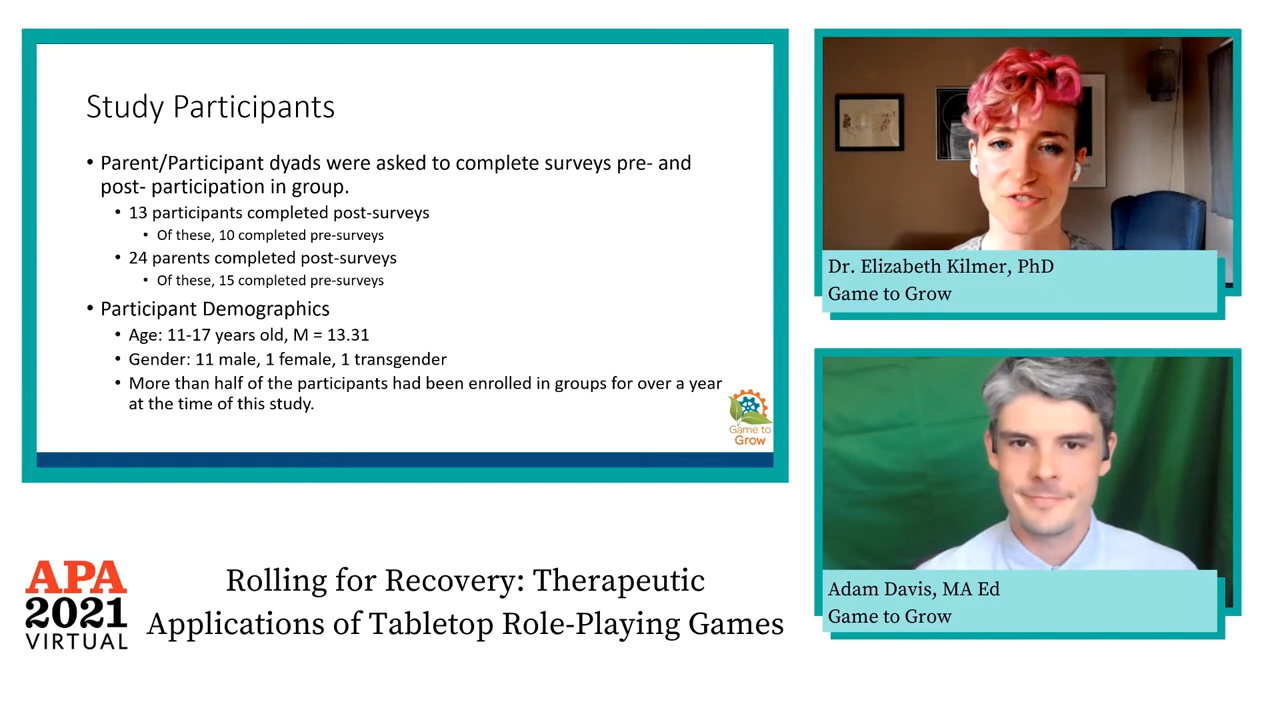 Study Participants
• Parent/Participant dyads were asked to complete surveys pre- and
post- participation in group.
• 13 participants completed post-surveys
• Of these, 10 completed pre-surveys
• 24 parents completed post-surveys
• Of these, 15 completed pre-surveys
• Participant Demographics
• Age: 11-17 years old, M = 13.31
• Gender: 11 male, 1 female, 1 transgender
• More than half of the participants had been enrolled in groups for over a year
at the time of this study.
Game to
Grow
Dr. Elizabeth Kilmer, PhD
Game to Grow
Adam Davis, MA Ed
Game to Grow
APA
2021
VIRTUAL
Rolling for Recovery: Therapeutic
Applications of Tabletop Role-Playing Games